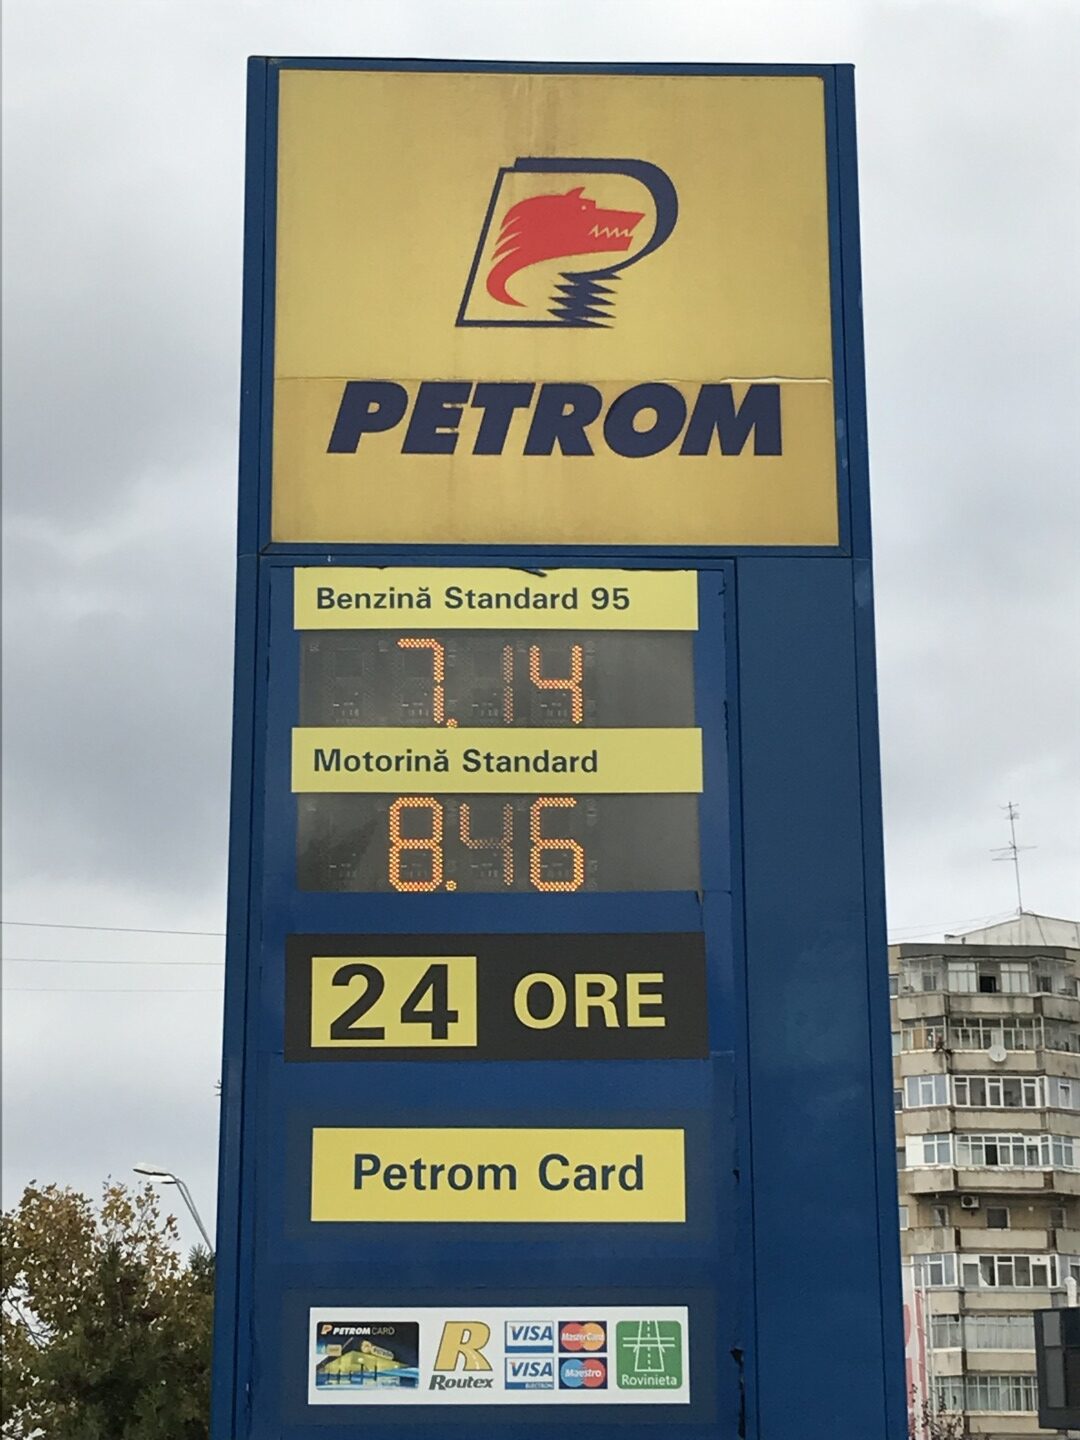 PETROM
Benzină Standard 95
7.14
Motorină Standard
8.46
24 ORE
Petrom Card
PETROM CARD
R
Routex
VISA
MasterCard
VISA
ELECTRON
Maestro
Rovinieta